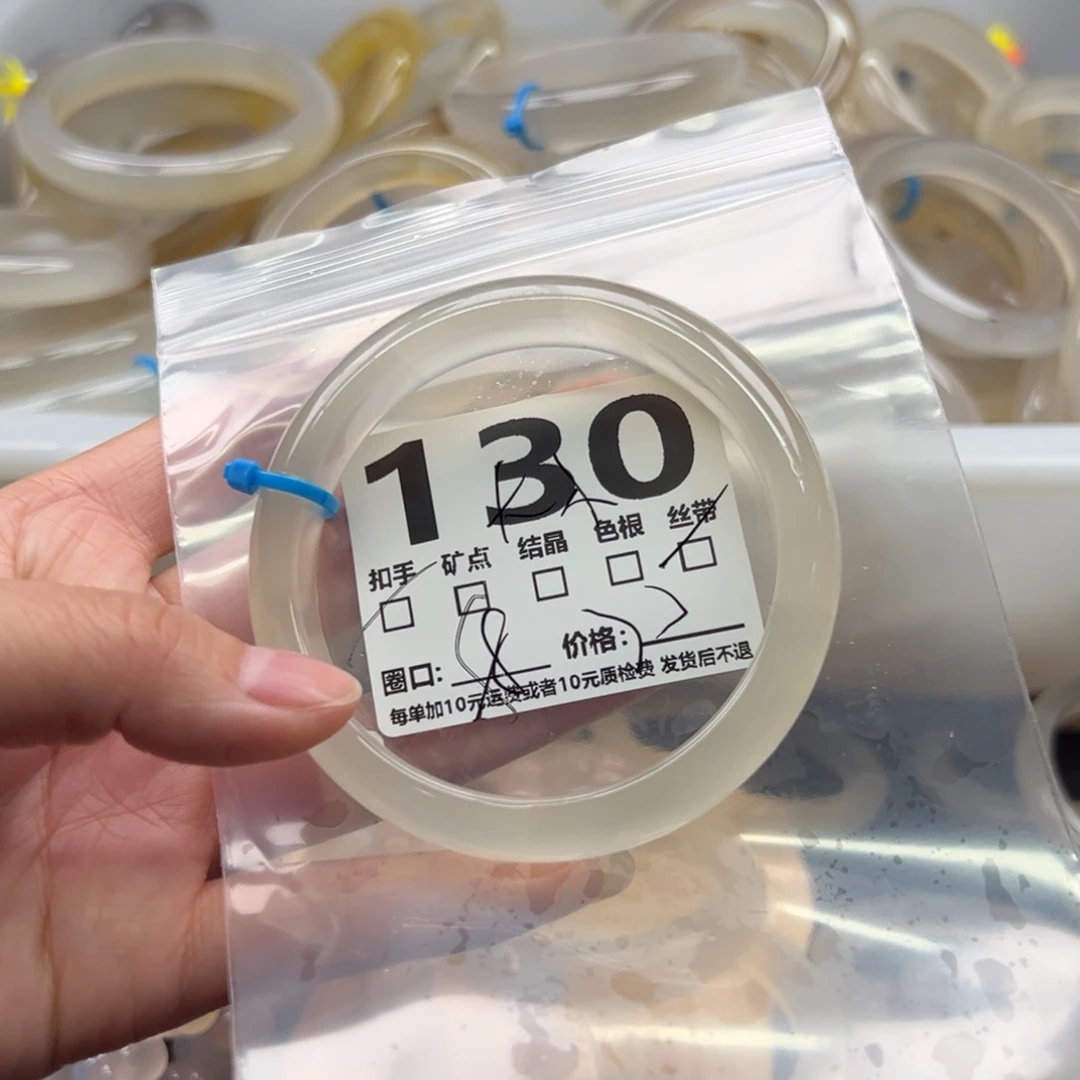 130
扣手 矿点 结晶 色根 丝带
圈口: 价格:
每单加10元运费或者10元质检费 发货后不退